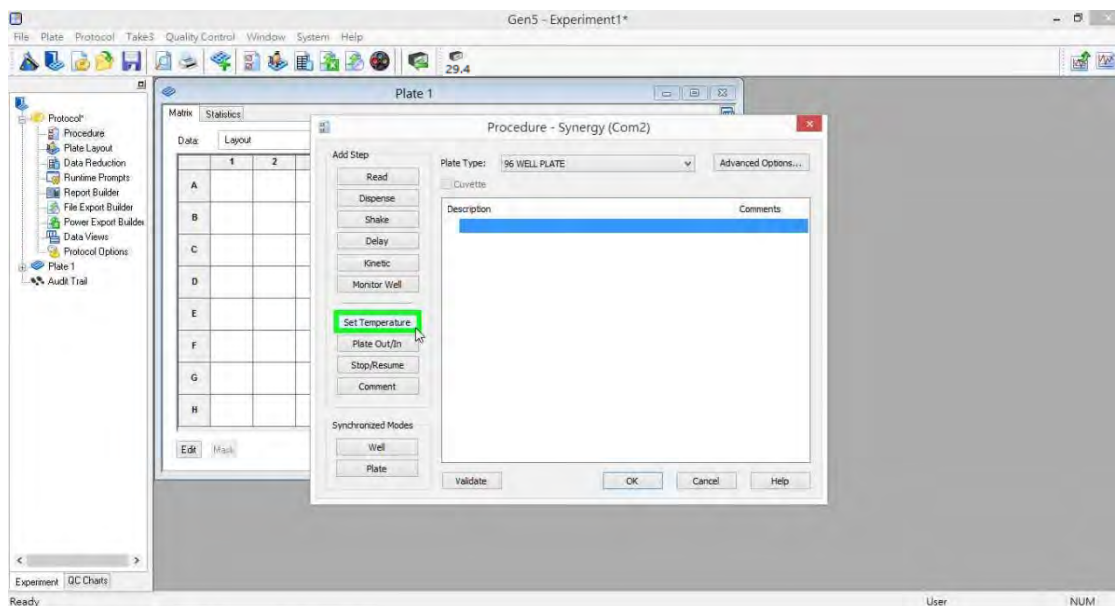 Gen5 - Experiment1*
File Plate Protocol Take3 Quality Control Window System Help
29.4
Protocol*
Procedure
Plate Layout
Data Reduction
Runtime Prompts
Report Builder
File Export Builder
Power Export Builder
Data Views
Protocol Options
Plate 1
Audit Trail
Experiment QC Charts
Plate 1
Matrix Statistics
Data: Layout
1 2
A
B
C
D
E
F
G
H
Edit Mask
Procedure - Synergy (Com2)
Add Step
Read
Dispense
Shake
Delay
Kinetic
Monitor Well
Set Temperature
Plate Out/In
Stop/Resume
Comment
Synchronized Modes
Well
Plate
Plate Type: 96 WELL PLATE Advanced Options...
Cuvette
Description Comments
Validate OK Cancel Help
Ready User NUM